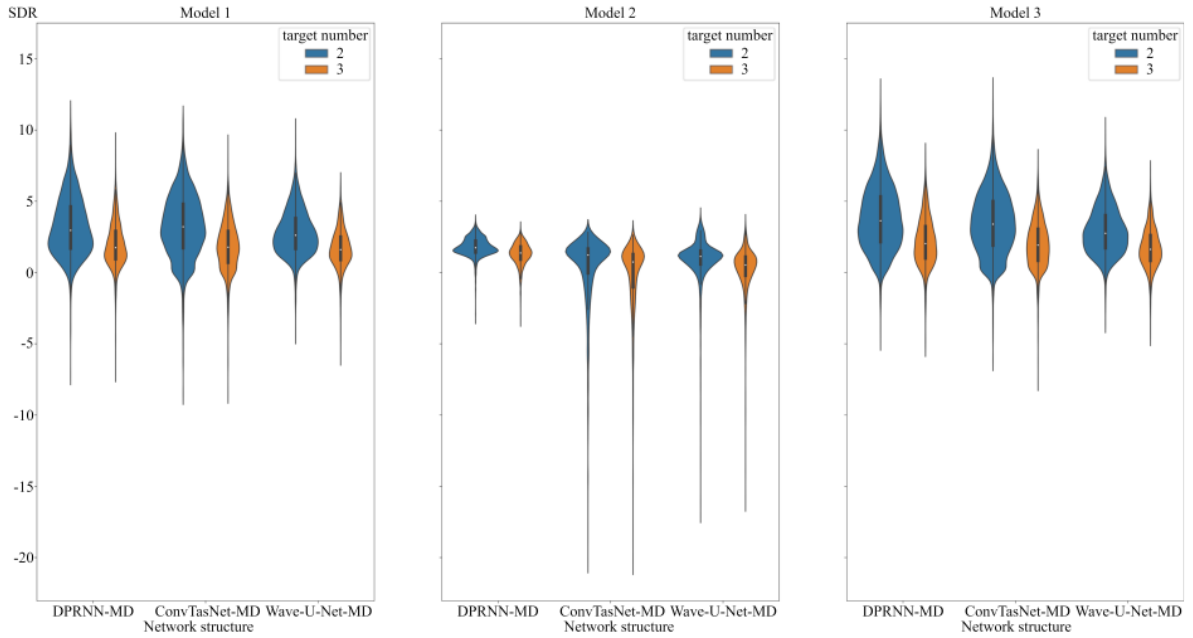 SDR
Model 1
target number
2
3
15
10
5
0
-5
-10
-15
-20
DPRNN-MD ConvTasNet-MD Wave-U-Net-MD
Network structure
Model 2
target number
2
3
DPRNN-MD ConvTasNet-MD Wave-U-Net-MD
Network structure
Model 3
target number
2
3
DPRNN-MD ConvTasNet-MD Wave-U-Net-MD
Network structure